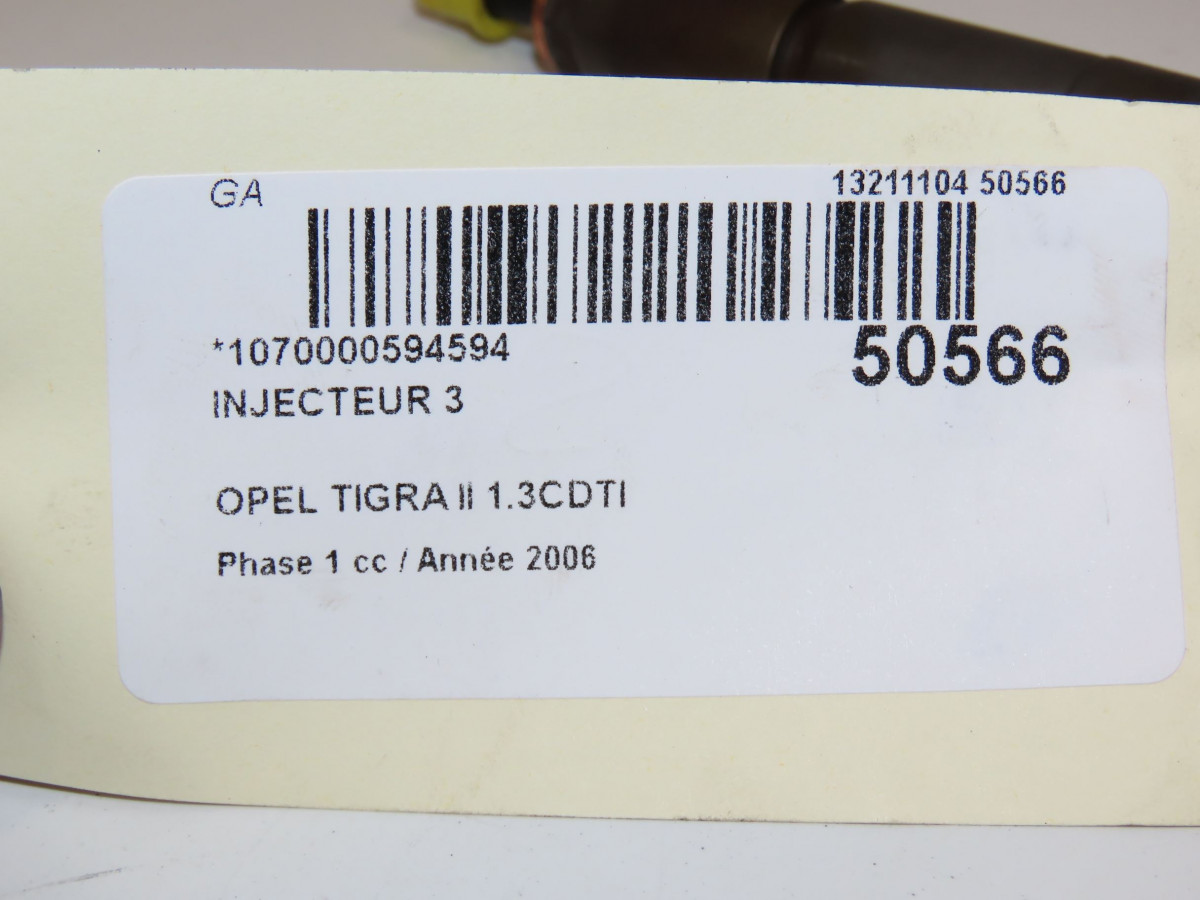 GA
13211104 50566
*1070000594594
50566
INJECTEUR 3
OPEL TIGRA II 1.3CDTI
Phase 1 cc / Année 2006